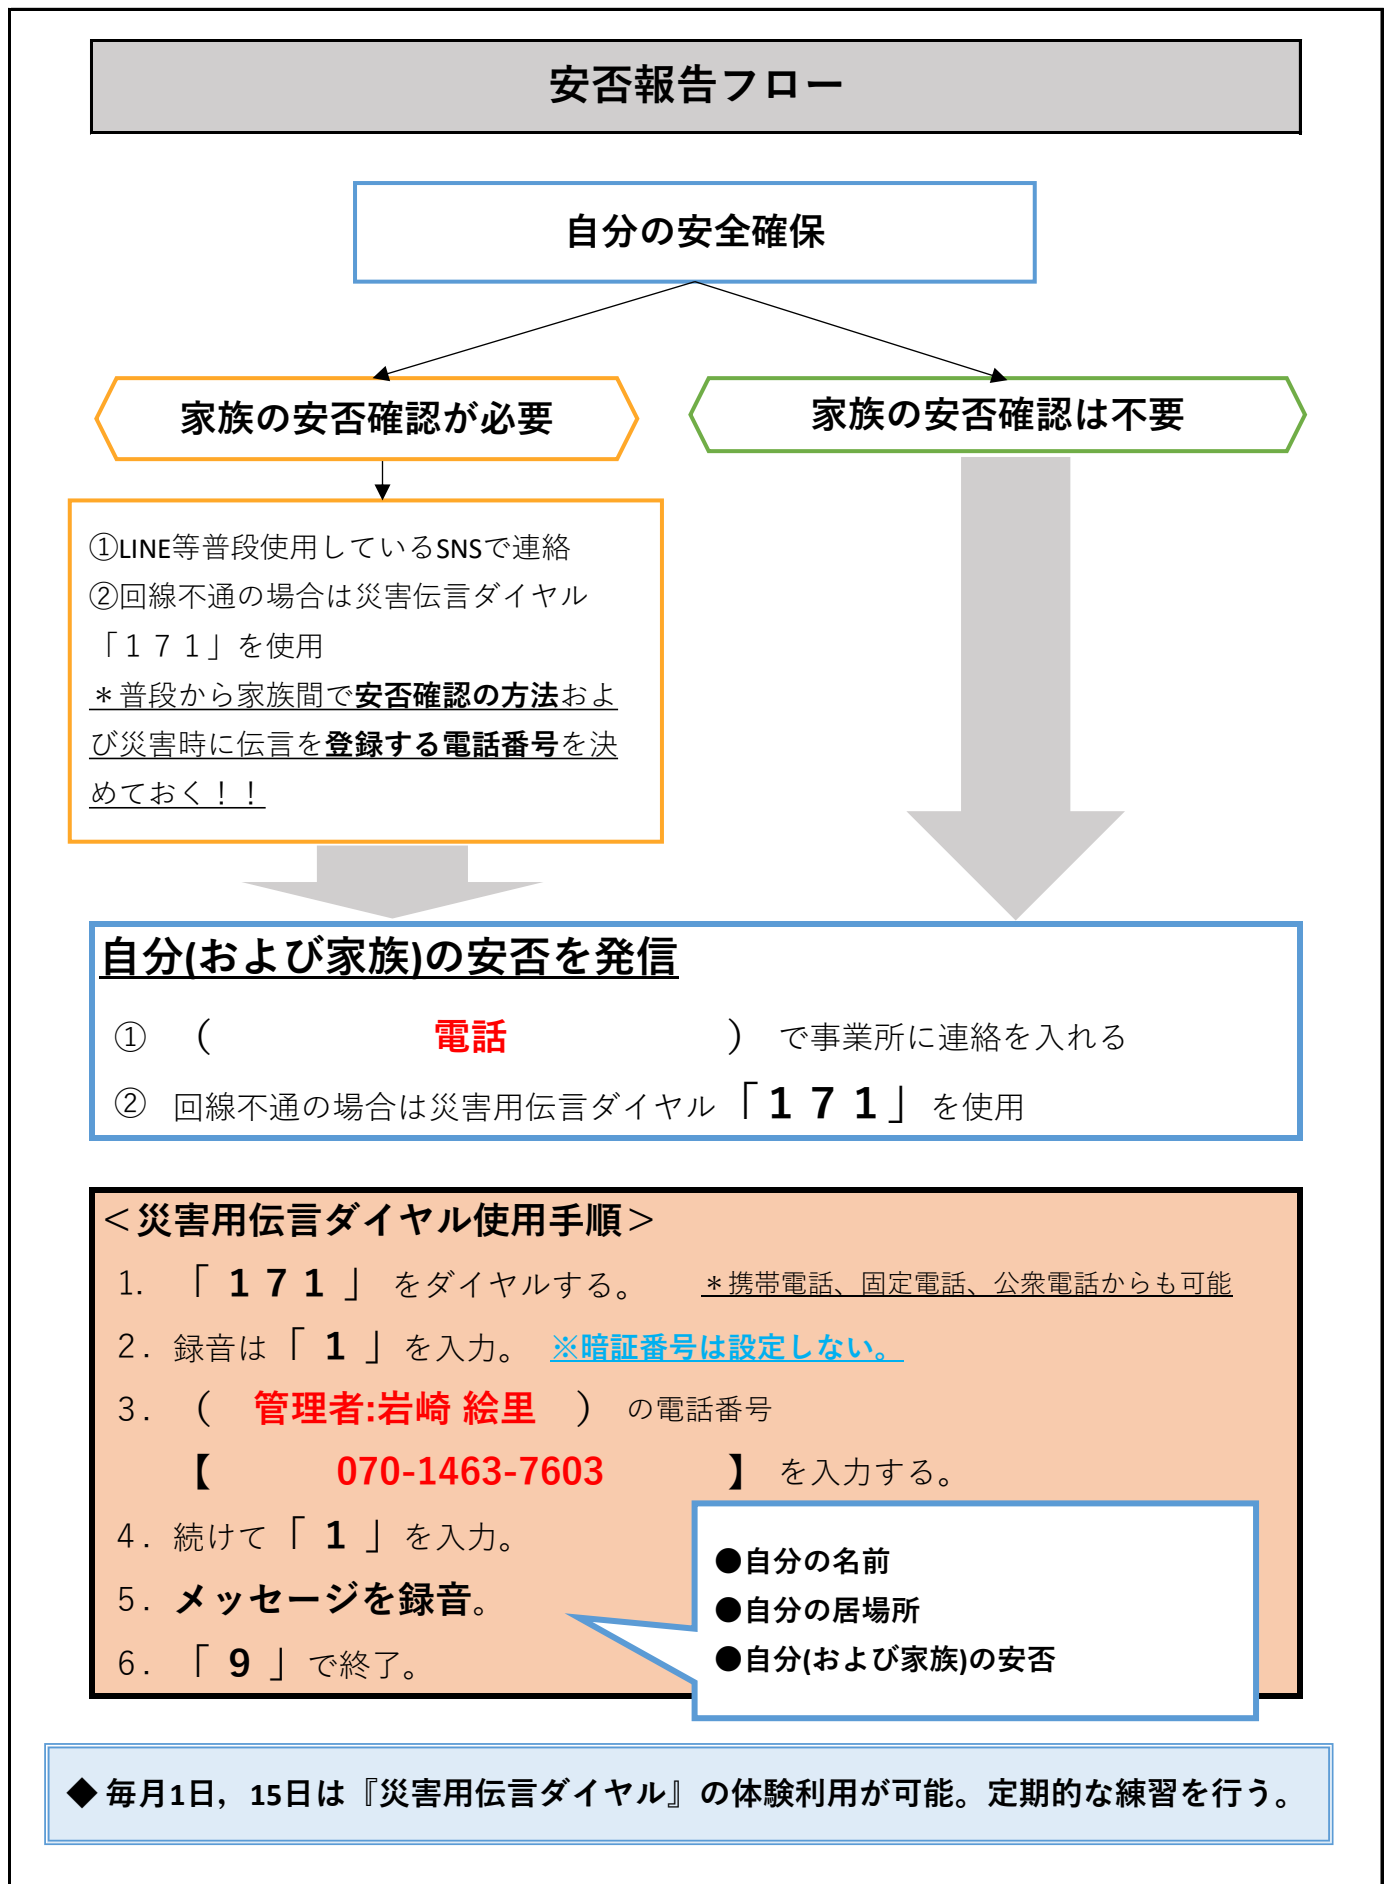 安否報告フロー
自分の安全確保
家族の安否確認が必要
家族の安否確認は不要
①LINE等普段使用しているSNSで連絡
②回線不通の場合は災害伝言ダイヤル
「１７１」を使用
＊普段から家族間で安否確認の方法およ
び災害時に伝言を登録する電話番号を決
めておく！！
自分(および家族)の安否を発信
① （ 電話 ） で事業所に連絡を入れる
② 回線不通の場合は災害用伝言ダイヤル「１７１」を使用
＜災害用伝言ダイヤル使用手順＞
1. 「１７１」をダイヤルする。 ＊携帯電話、固定電話、公衆電話からも可能
２. 録音は「１」を入力。 ※暗証番号は設定しない。
３. （ 管理者:岩崎 絵里 ） の電話番号
【 070-1463-7603 】 を入力する。
４. 続けて「１」を入力。
５. メッセージを録音。
６. 「９」で終了。
●自分の名前
●自分の居場所
●自分(および家族)の安否
◆ 毎月1日，15日は『災害用伝言ダイヤル』の体験利用が可能。定期的な練習を行う。